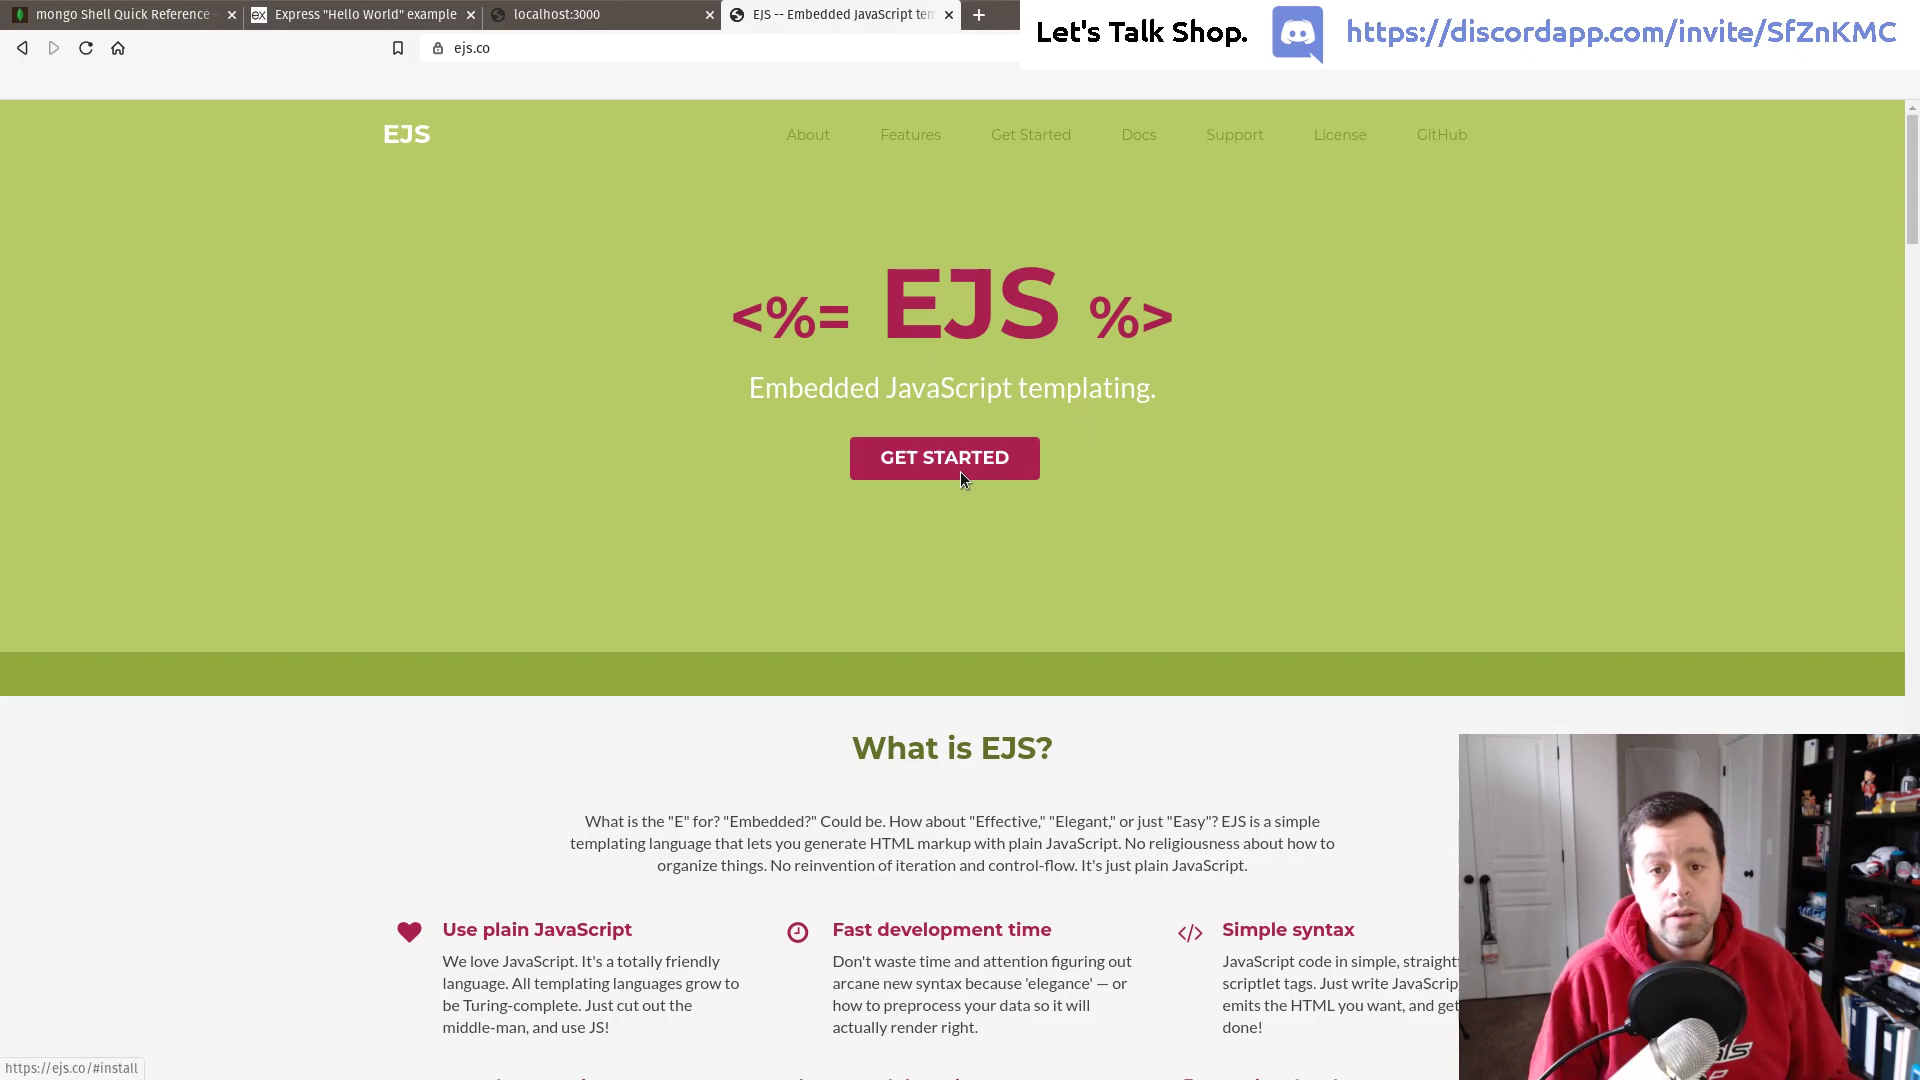 mongo Shell Quick Reference
Express "Hello World" example
localhost:3000
EJS -- Embedded JavaScript tem
ejs.co
Let's Talk Shop.
https://discordapp.com/invite/SfZnKMC
EJS
About
Features
Get Started
Docs
Support
License
GitHub
<%= EJS %>
Embedded JavaScript templating.
GET STARTED
What is EJS?
What is the "E" for? "Embedded?" Could be. How about "Effective," "Elegant," or just "Easy"? EJS is a simple
templating language that lets you generate HTML markup with plain JavaScript. No religiousness about how to
organize things. No reinvention of iteration and control-flow. It's just plain JavaScript.
Use plain JavaScript
We love JavaScript. It's a totally friendly
language. All templating languages grow to
be Turing-complete. Just cut out the
middle-man, and use JS!
Fast development time
Don't waste time and attention figuring out
arcane new syntax because 'elegance' — or
how to preprocess your data so it will
actually render right.
Simple syntax
JavaScript code in simple, straight
scriptlet tags. Just write JavaScrip
emits the HTML you want, and get
done!
https://ejs.co/#install